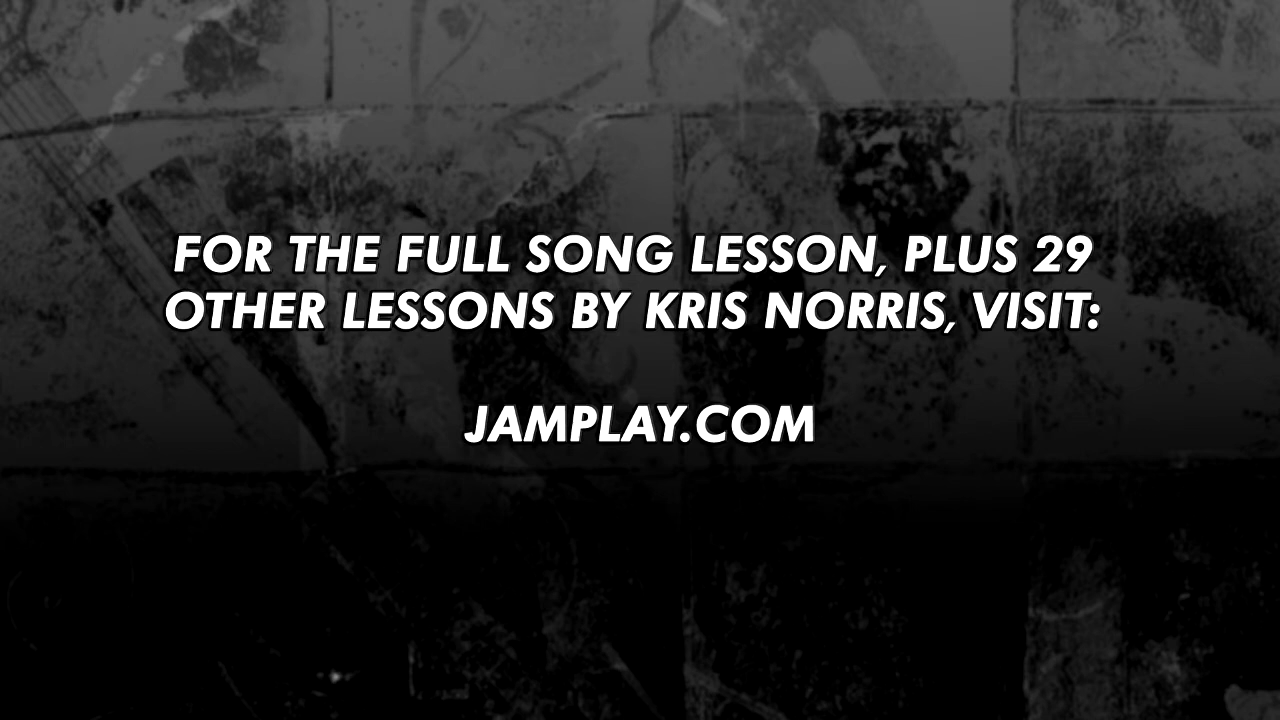 FOR THE FULL SONG LESSON, PLUS 29
OTHER LESSONS BY KRIS NORRIS, VISIT:
JAMPLAY.COM